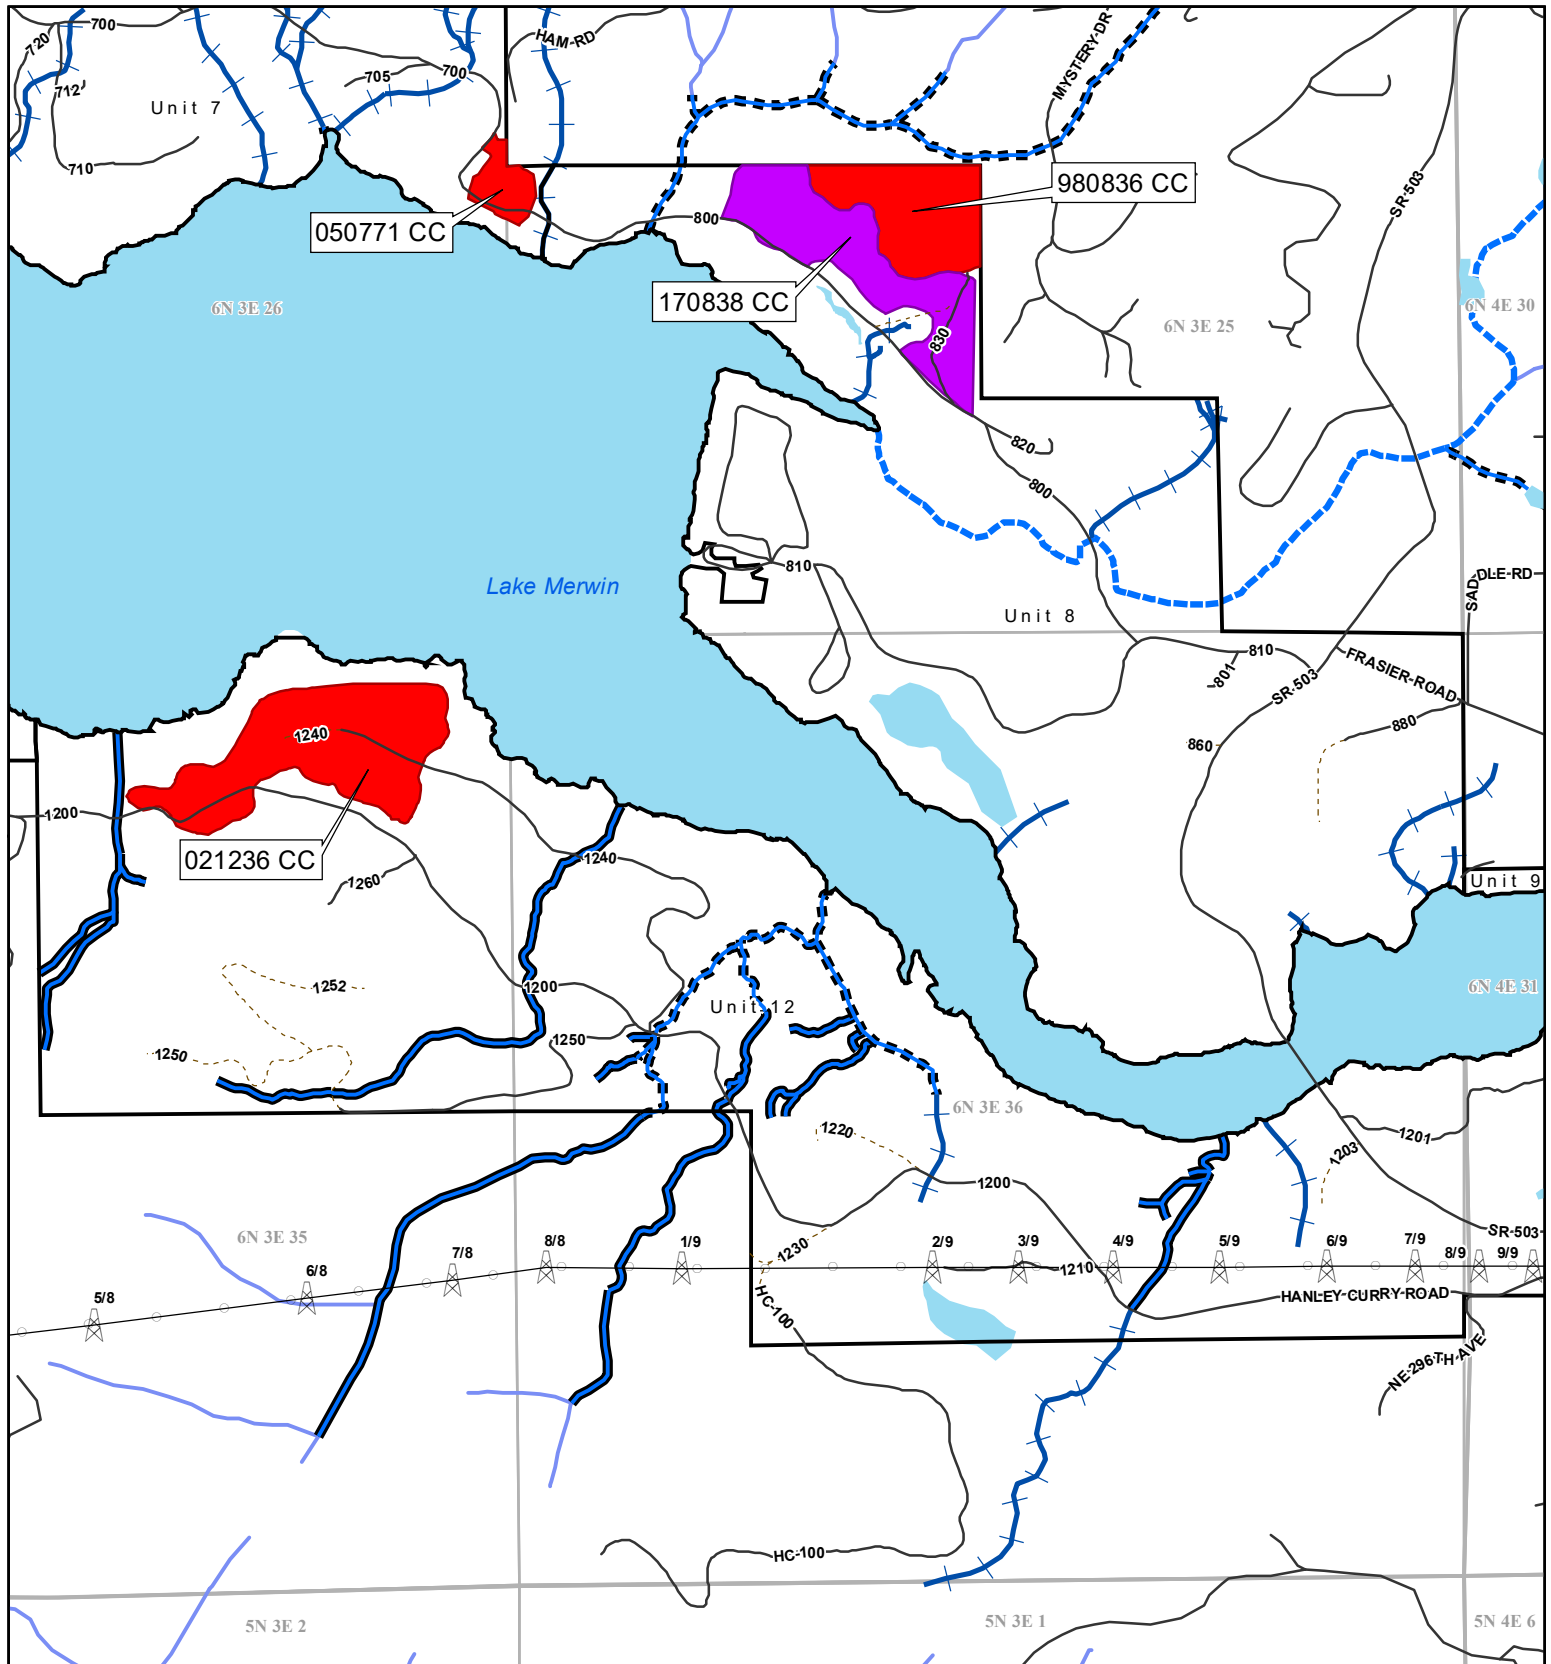 700
HAM-RD
MYSTERY-DR
720
705
700
712
Unit 7
SR-503
710
980836 CC
800
050771 CC
170838 CC
6N 3E 26
6N 4E 30
6N 3E 25
830
820
800
810
SADDLE-RD
Lake Merwin
Unit 8
810
FRASIER-ROAD
801
SR-503
880
1240
860
1200
021236 CC
1240
1260
Unit 9
1252
1200
6N 4E 31
Unit 12
1250
1250
6N 3E 36
1220
1201
1203
1200
6N 3E 35
SR-503
1230
8/8
1/9
2/9
3/9
4/9
5/9
6/9
7/9
8/9
9/9
7/8
6/8
5/8
1210
HC-100
HANLEY-CURRY-ROAD
NE-296TH-AVE
HC-100
5N 3E 2
5N 3E 1
5N 4E 6